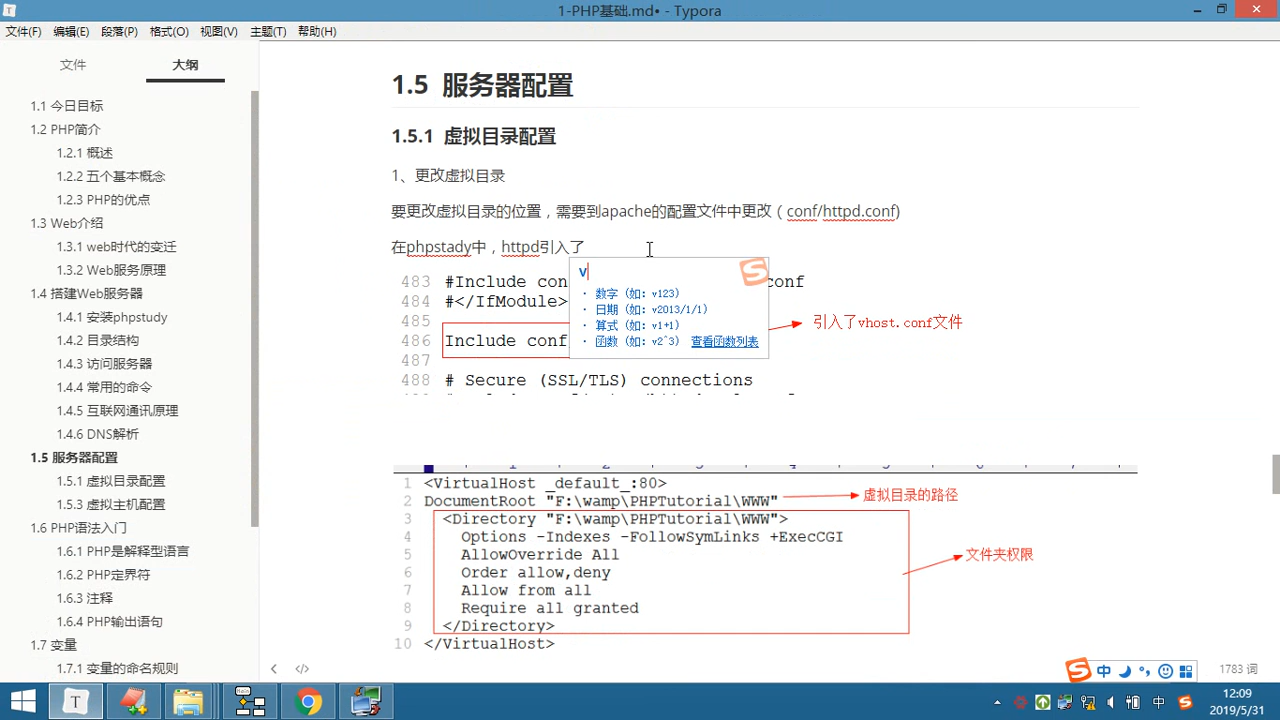 1-PHP基础.md• - Typora
文件(F) 编辑(E) 段落(P) 格式(O) 视图(V) 主题(T) 帮助(H)
文件 大纲
1.1 今日目标
1.2 PHP简介
1.2.1 概述
1.2.2 五个基本概念
1.2.3 PHP的优点
1.3 Web介绍
1.3.1 web时代的变迁
1.3.2 Web服务原理
1.4 搭建Web服务器
1.4.1 安装phpstudy
1.4.2 目录结构
1.4.3 访问服务器
1.4.4 常用的命令
1.4.5 互联网通讯原理
1.4.6 DNS解析
1.5 服务器配置
1.5.1 虚拟目录配置
1.5.3 虚拟主机配置
1.6 PHP语法入门
1.6.1 PHP是解释型语言
1.6.2 PHP定界符
1.6.3 注释
1.6.4 PHP输出语句
1.7 变量
1.7.1 变量的命名规则
1.5 服务器配置
1.5.1 虚拟目录配置
1、更改虚拟目录
要更改虚拟目录的位置，需要到apache的配置文件中更改（conf/httpd.conf)
在phpstady中，httpd引入了
v
· 数字（如：v123）
· 日期（如：v2013/1/1）
· 算式（如：v1+1）
· 函数（如：v2^3） 查看函数列表
483 #Include con onf
484 #</IfModule>
485
486 Include conf
引入了vhost.conf文件
487
488 # Secure (SSL/TLS) connections
1 <VirtualHost _default_:80>
2 DocumentRoot "F:\wamp\PHPTutorial\WWW" 虚拟目录的路径
3 <Directory "F:\wamp\PHPTutorial\WWW">
4 Options -Indexes -FollowSymLinks +ExecCGI
5 AllowOverride All
文件夹权限
6 Order allow,deny
7 Allow from all
8 Require all granted
9 </Directory>
10 </VirtualHost>
中
1783 词
中
12:09
2019/5/31